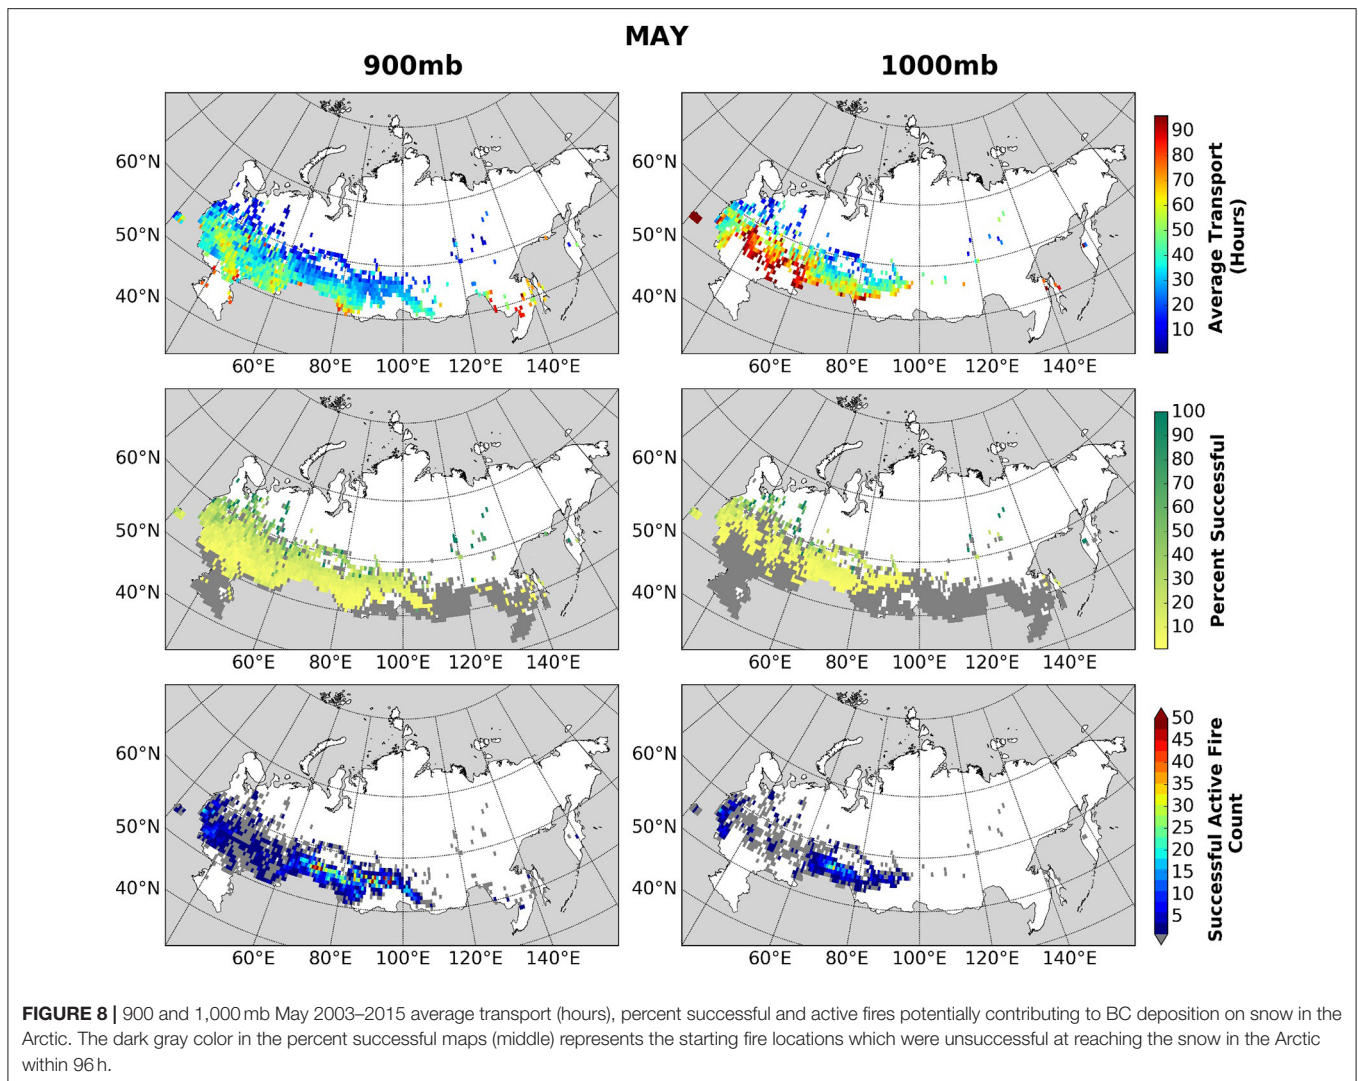 MAY
900mb
1000mb
60°N
50°N
40°N
60°E 80°E 100°E 120°E 140°E
60°N
50°N
40°N
60°E 80°E 100°E 120°E 140°E
90
80
70
60
50
40
30
20
10
Average Transport
(Hours)
60°N
50°N
40°N
60°E 80°E 100°E 120°E 140°E
60°N
50°N
40°N
60°E 80°E 100°E 120°E 140°E
100
90
80
70
60
50
40
30
20
10
Percent Successful
60°N
50°N
40°N
60°E 80°E 100°E 120°E 140°E
60°N
50°N
40°N
60°E 80°E 100°E 120°E 140°E
50
45
40
35
30
25
20
15
10
5
Successful Active Fire
Count
FIGURE 8 | 900 and 1,000 mb May 2003–2015 average transport (hours), percent successful and active fires potentially contributing to BC deposition on snow in the
Arctic. The dark gray color in the percent successful maps (middle) represents the starting fire locations which were unsuccessful at reaching the snow in the Arctic
within 96 h.